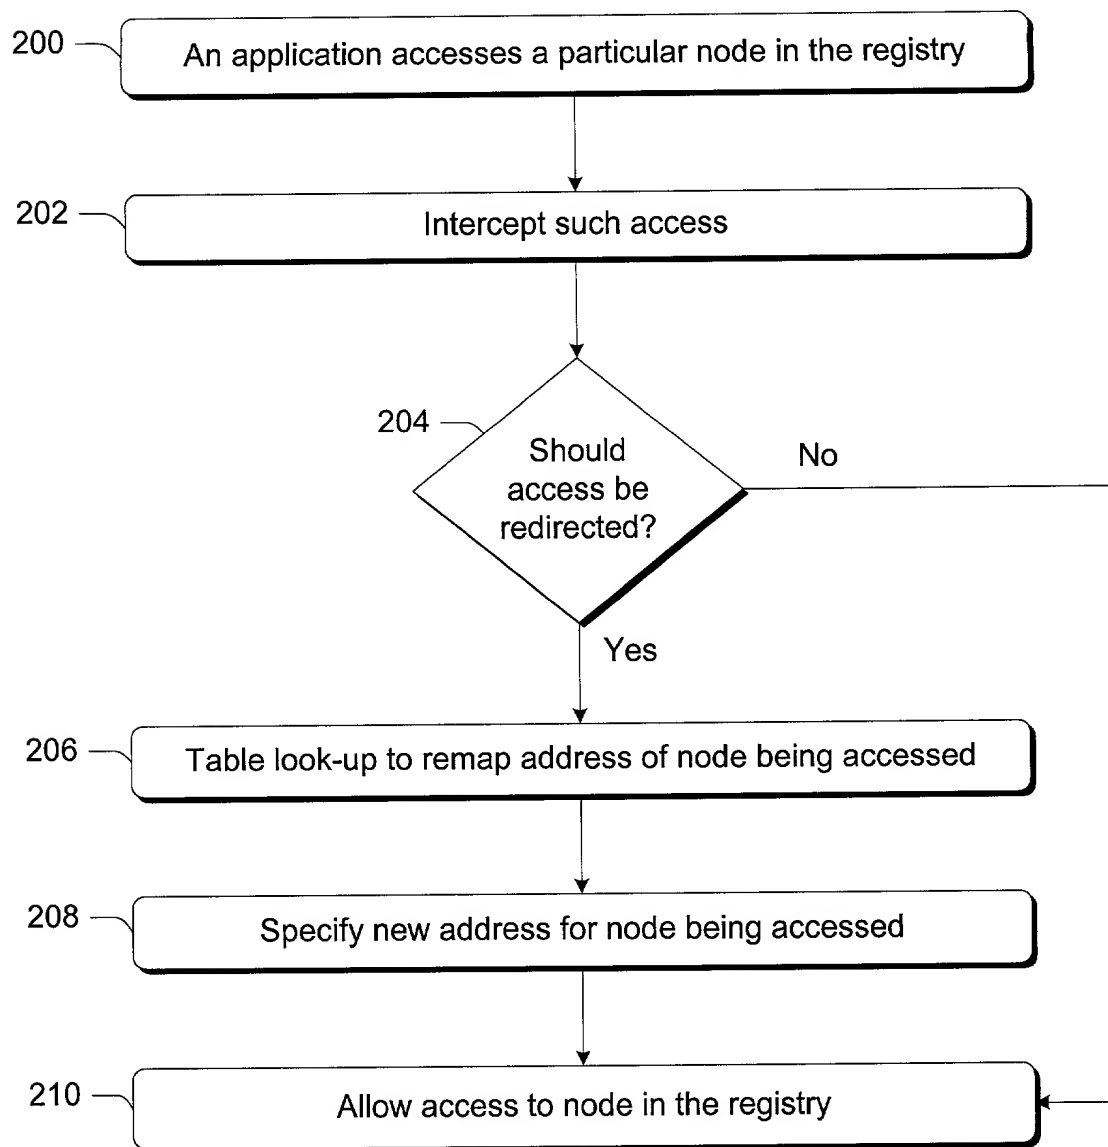 200
An application accesses a particular node in the registry
202
Intercept such access
204
Should
access be
redirected?
No
Yes
206
Table look-up to remap address of node being accessed
208
Specify new address for node being accessed
210
Allow access to node in the registry